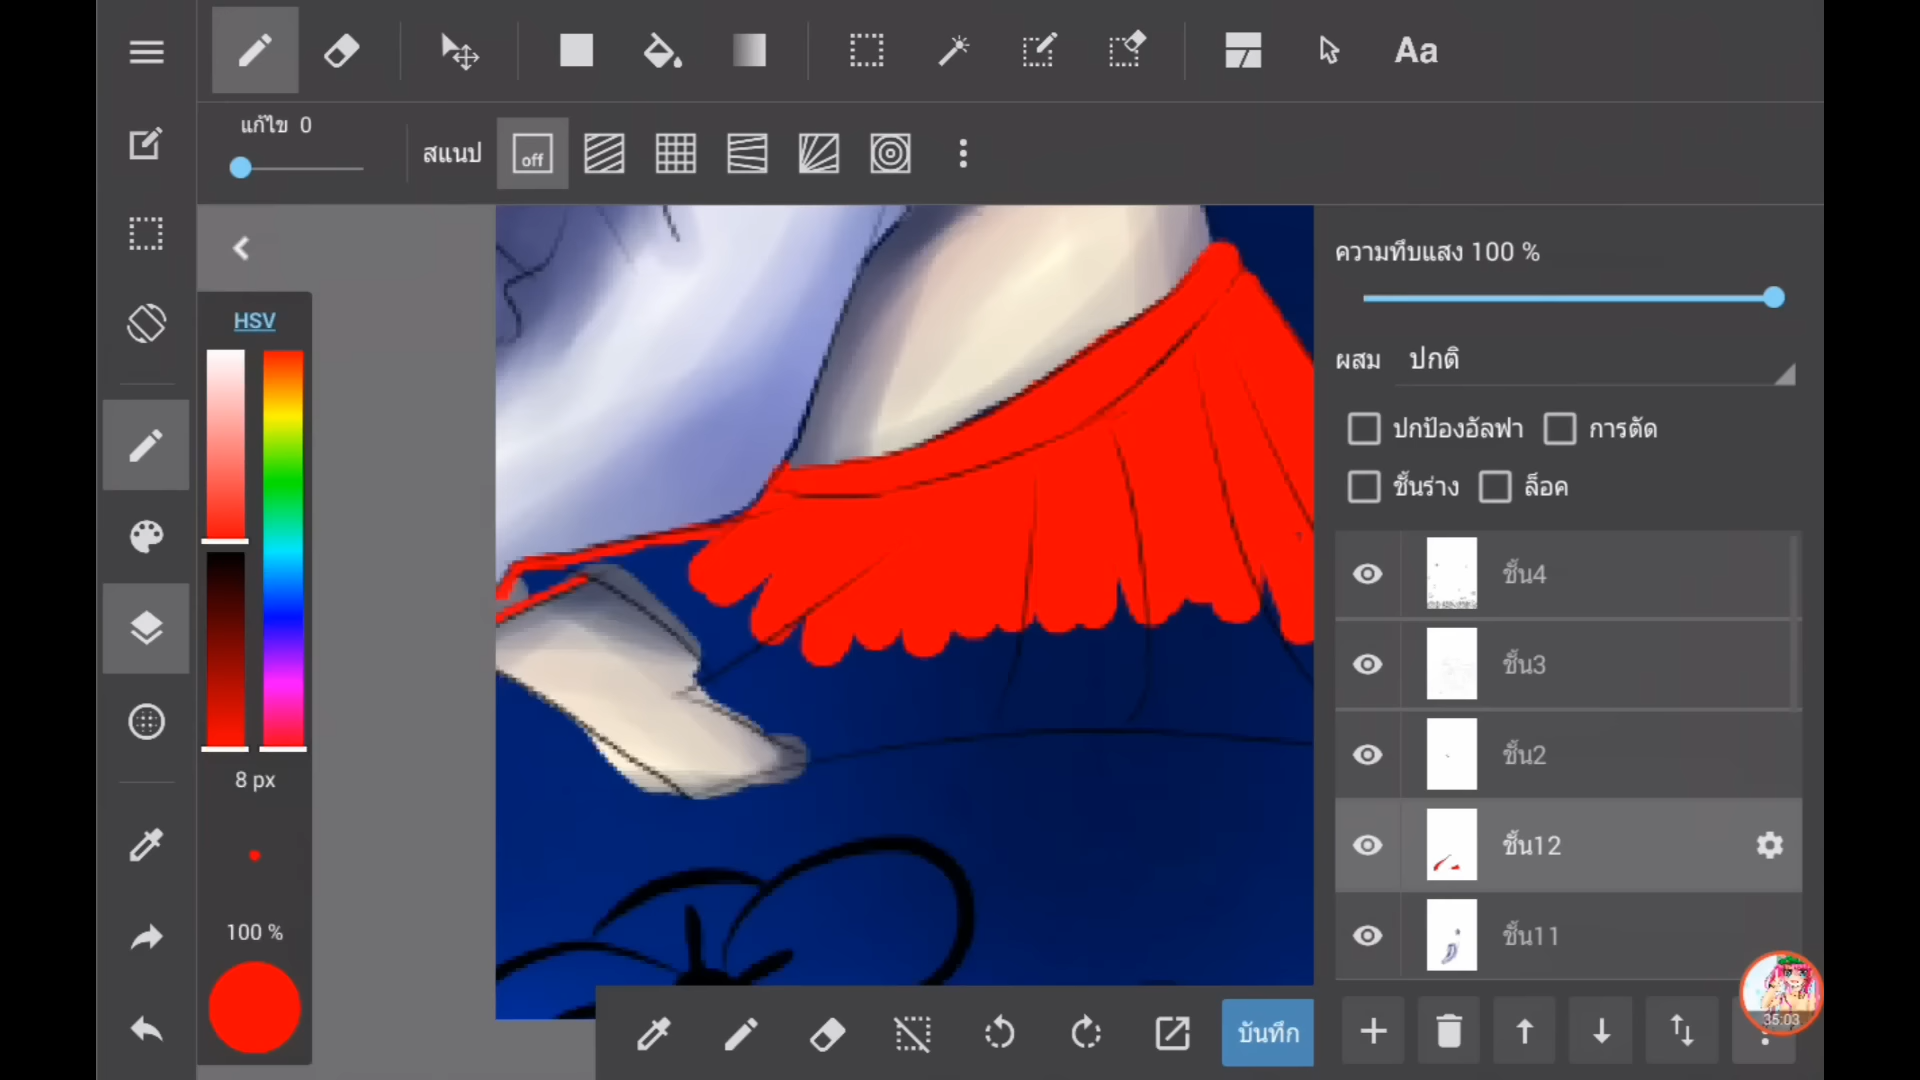 Aa
แก้ไข 0
สแนป
off
HSV
ความทึบแสง 100 %
ผสม ปกติ
ปกป้องอัลฟา การตัด
ชั้นร่าง ล็อค
ชั้น4
ชั้น3
ชั้น2
8 px
ชั้น12
100 %
ชั้น11
35:03
บันทึก